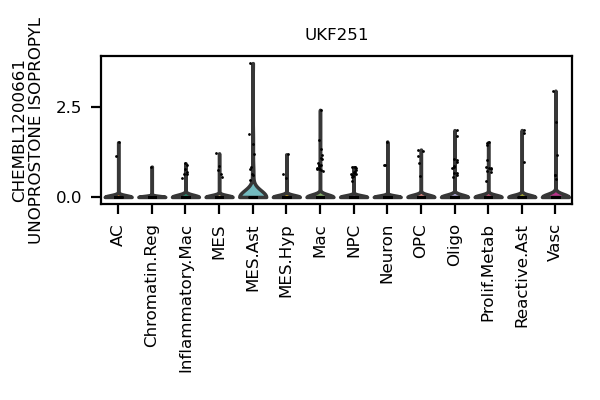 UKF251
CHEMBL1200661
UNOPROSTONE ISOPROPYL
2.5
0.0
AC
Chromatin.Reg
Inflammatory.Mac
MES
MES.Ast
MES.Hyp
Mac
NPC
Neuron
OPC
Oligo
Prolif.Metab
Reactive.Ast
Vasc